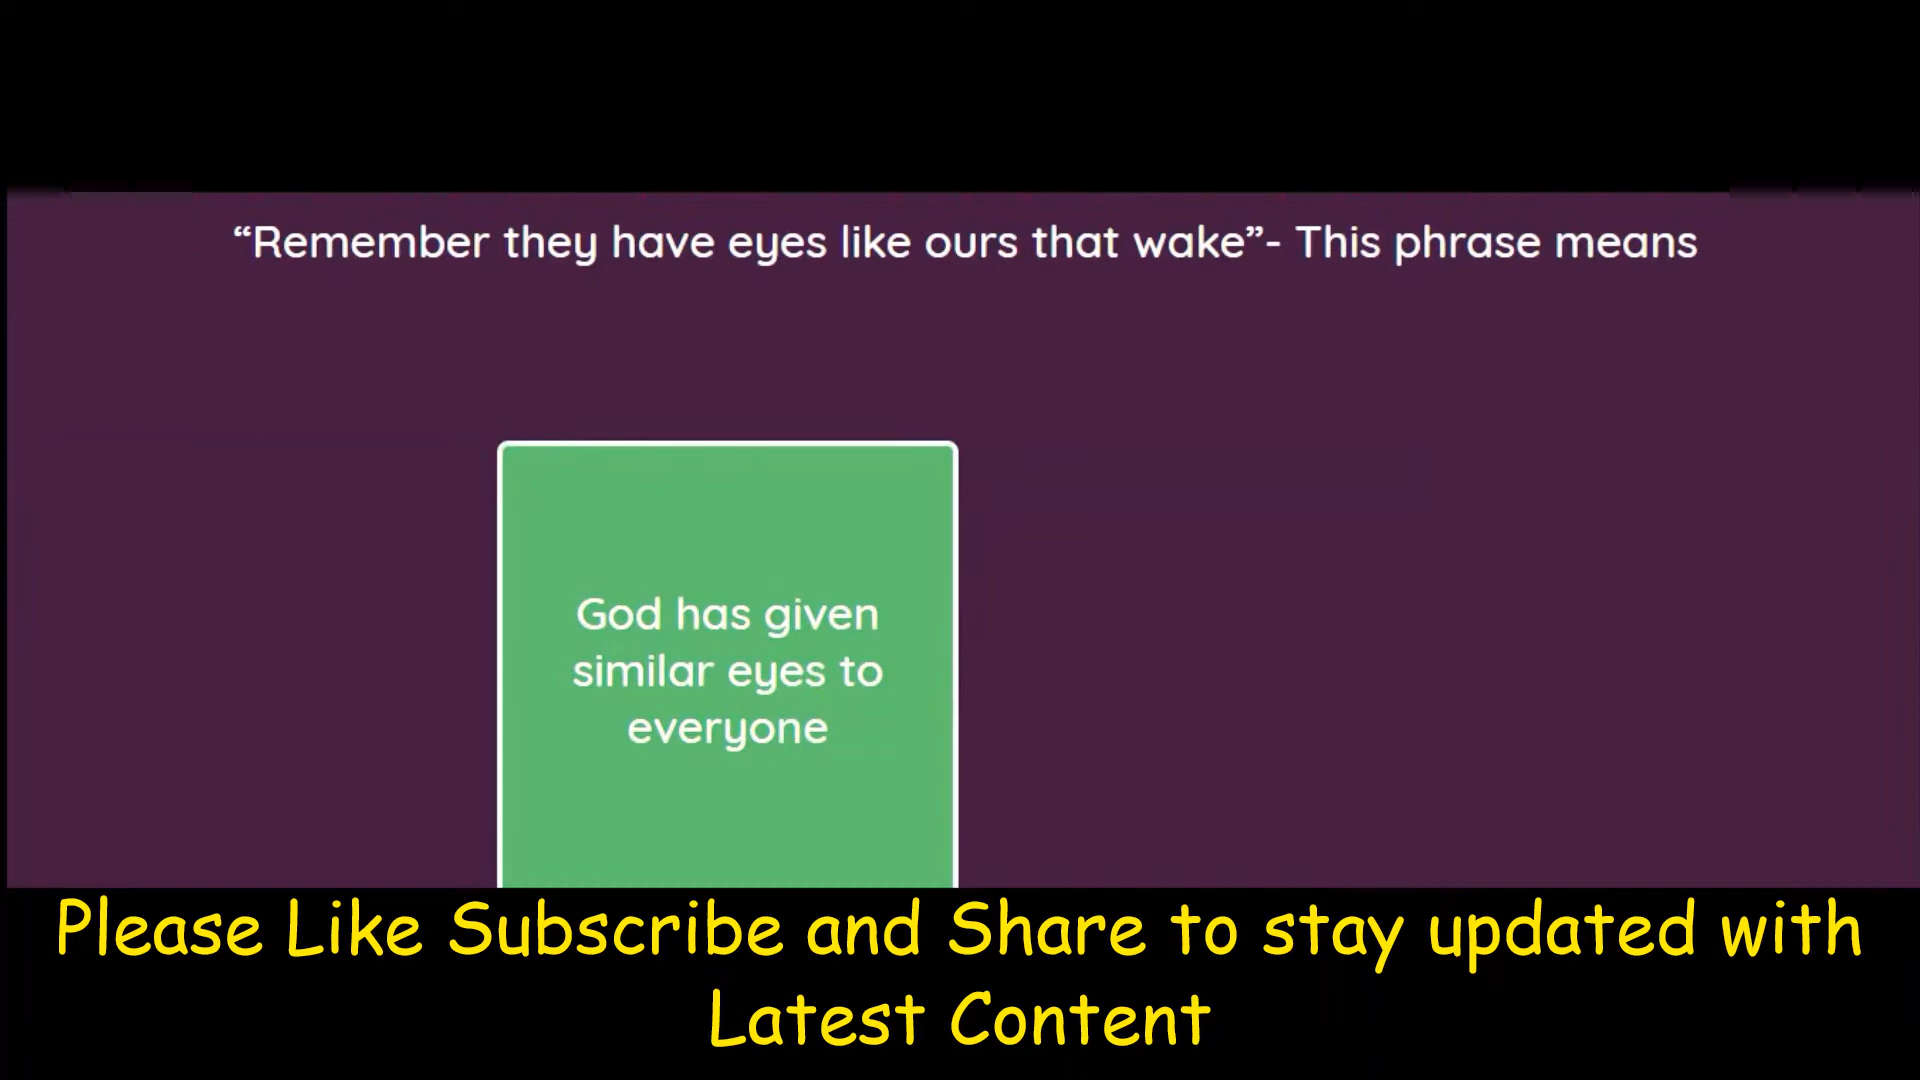 “Remember they have eyes like ours that wake”- This phrase means
God has given
similar eyes to
everyone
Please Like Subscribe and Share to stay updated with
Latest Content